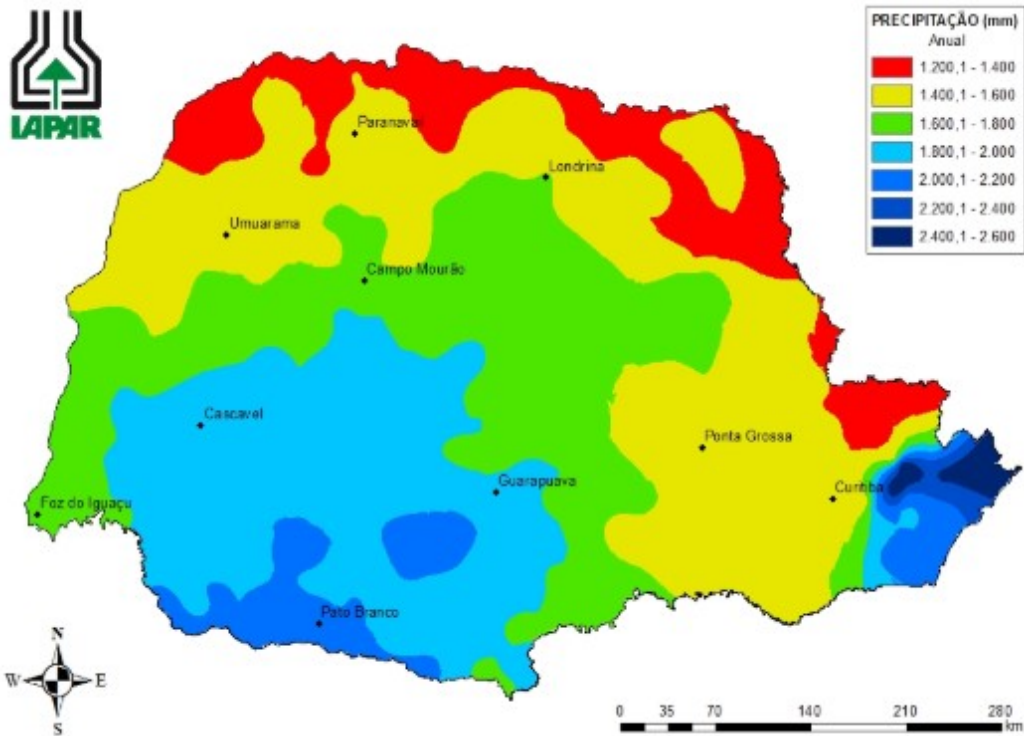 IAPAR
PRECIPITAÇÃO (mm)
Anual
1.200,1 - 1.400
1.400,1 - 1.600
1.600,1 - 1.800
1.800,1 - 2.000
2.000,1 - 2.200
2.200,1 - 2.400
2.400,1 - 2.600
Paranavaí
Londrina
Umuarama
Campo Mourão
Cascavel
Ponta Grossa
Guarapuava
Curitiba
Foz do Iguaçu
Pato Branco
N
W E
S
0 35 70 140 210 280
km